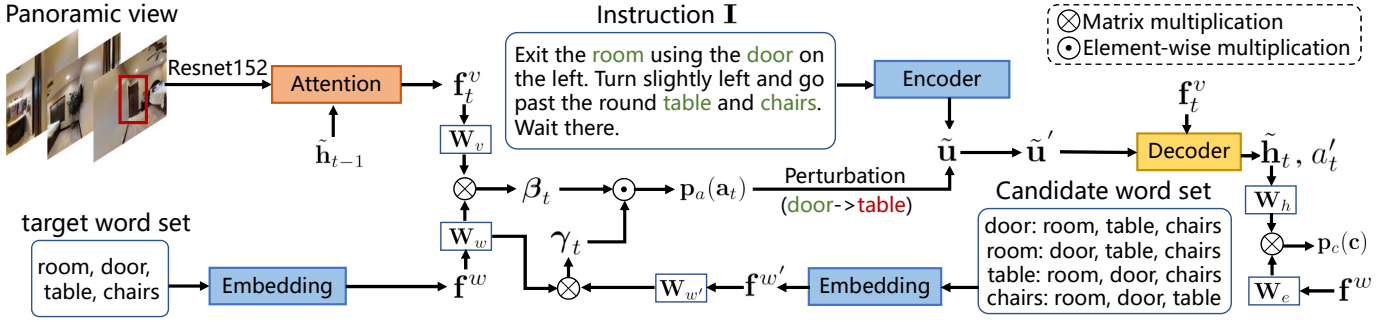 Panoramic view
Resnet152
Attention
f_t^v
h̃_{t−1}
W_v
Instruction I
Exit the room using the door on
the left. Turn slightly left and go
past the round table and chairs.
Wait there.
Encoder
⊗ Matrix multiplication
⊙ Element-wise multiplication
f_t^v
ũ
ũ′
Decoder
h̃_t, a′_t
β_t
p_a(a_t)
Perturbation
(door->table)
target word set
room, door,
table, chairs
Embedding
f^w
W_w
γ_t
W_{w′}
f^{w′}
Embedding
Candidate word set
door: room, table, chairs
room: door, table, chairs
table: room, door, chairs
chairs: room, door, table
W_h
p_c(c)
W_e
f^w